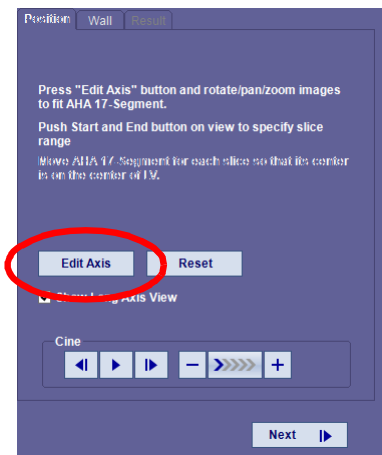 Position Wall Result
Press "Edit Axis" button and rotate/pan/zoom images
to fit AHA 17-Segment.
Push Start and End button on view to specify slice
range
Move AHA 17-Segment for each slice so that its center
is on the center of LV.
Edit Axis Reset
Show Long Axis View
Cine
Next